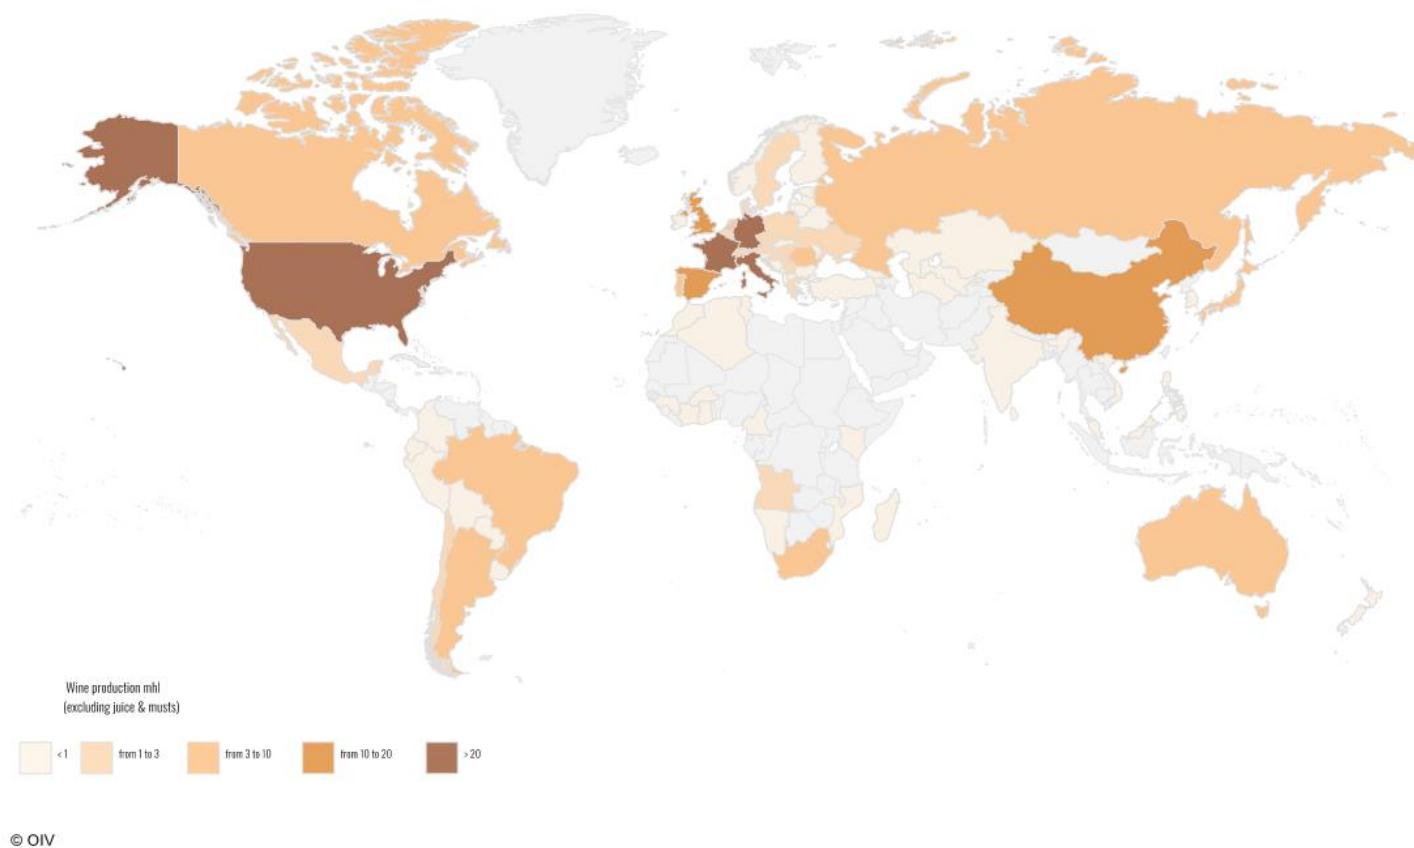 Wine production mhl
(excluding juice & musts)
< 1 from 1 to 3 from 3 to 10 from 10 to 20 > 20
© OIV